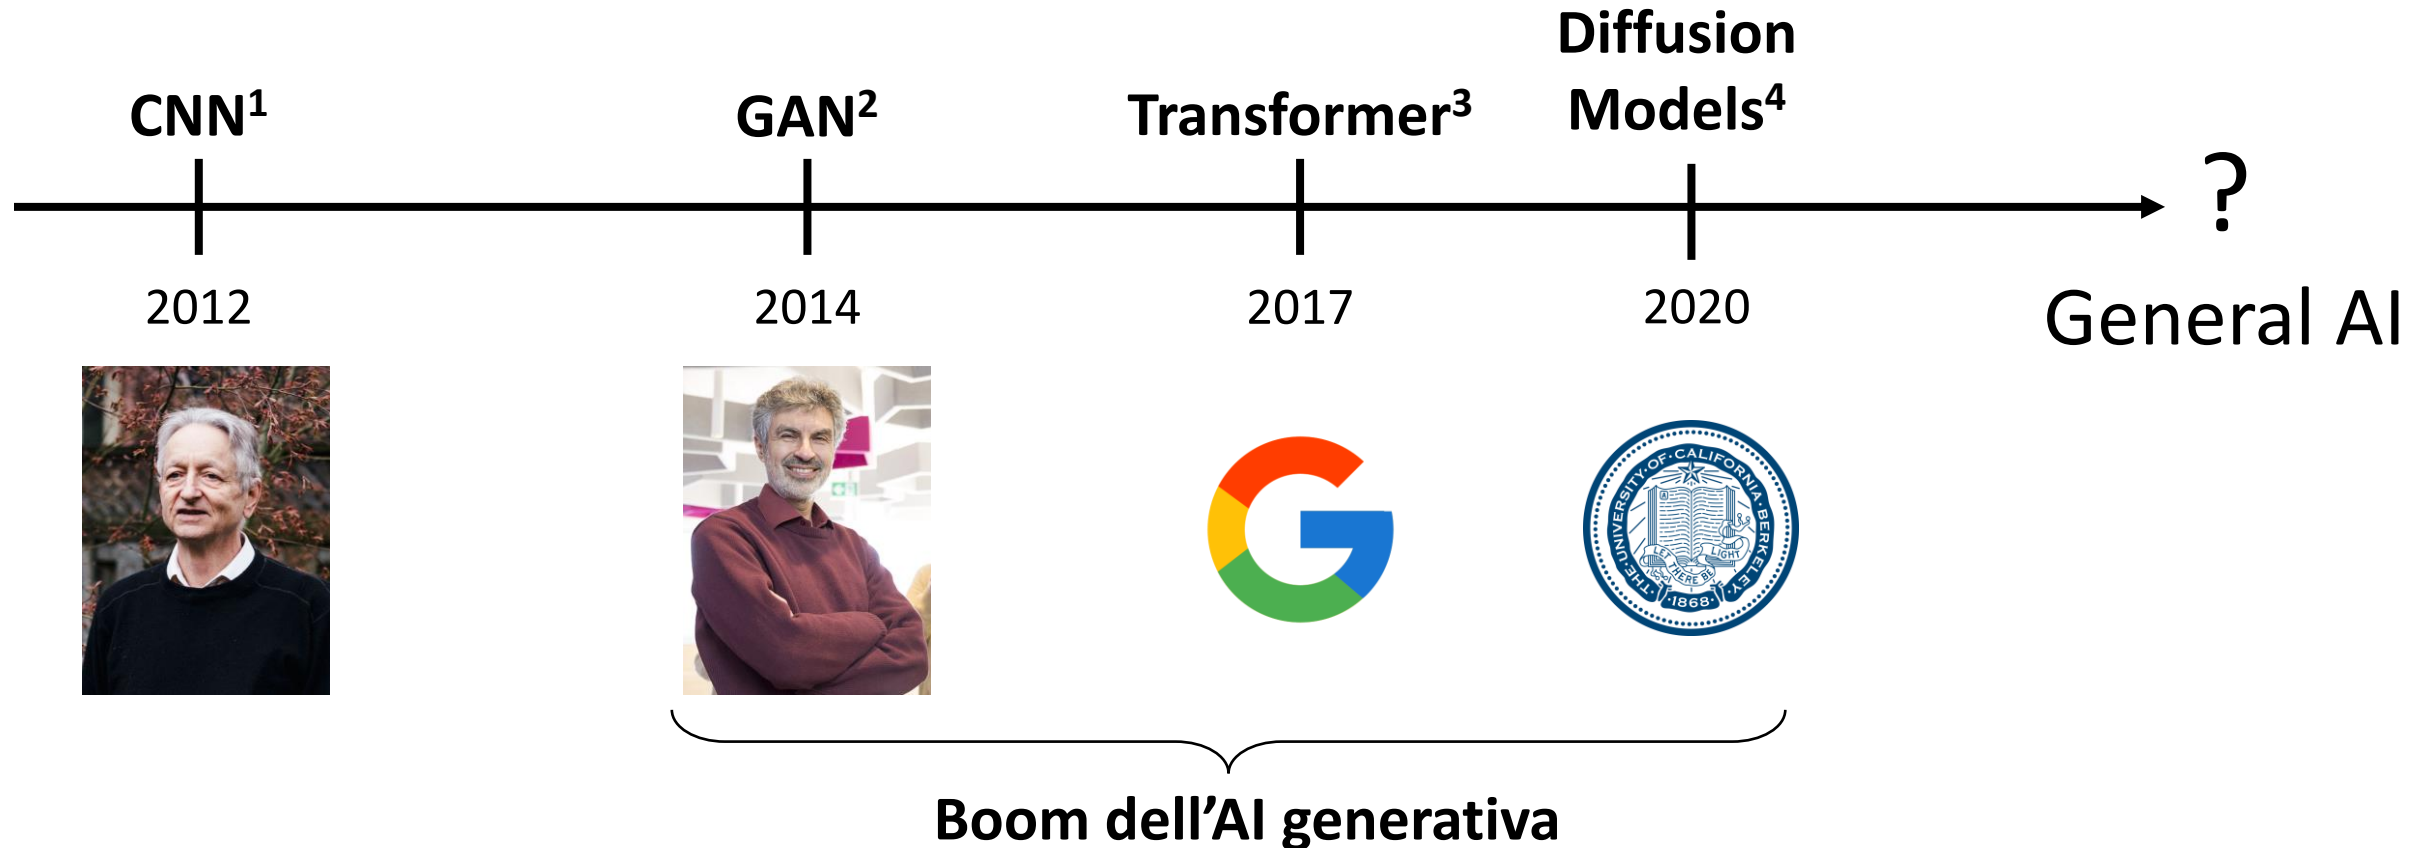 Diffusion
CNN¹ GAN² Transformer³ Models⁴
?
2012 2014 2017 2020 General AI
THE·UNIVERSITY·OF·CALIFORNIA·BERKELEY
A
LET THERE BE LIGHT
·1868·
Boom dell’AI generativa